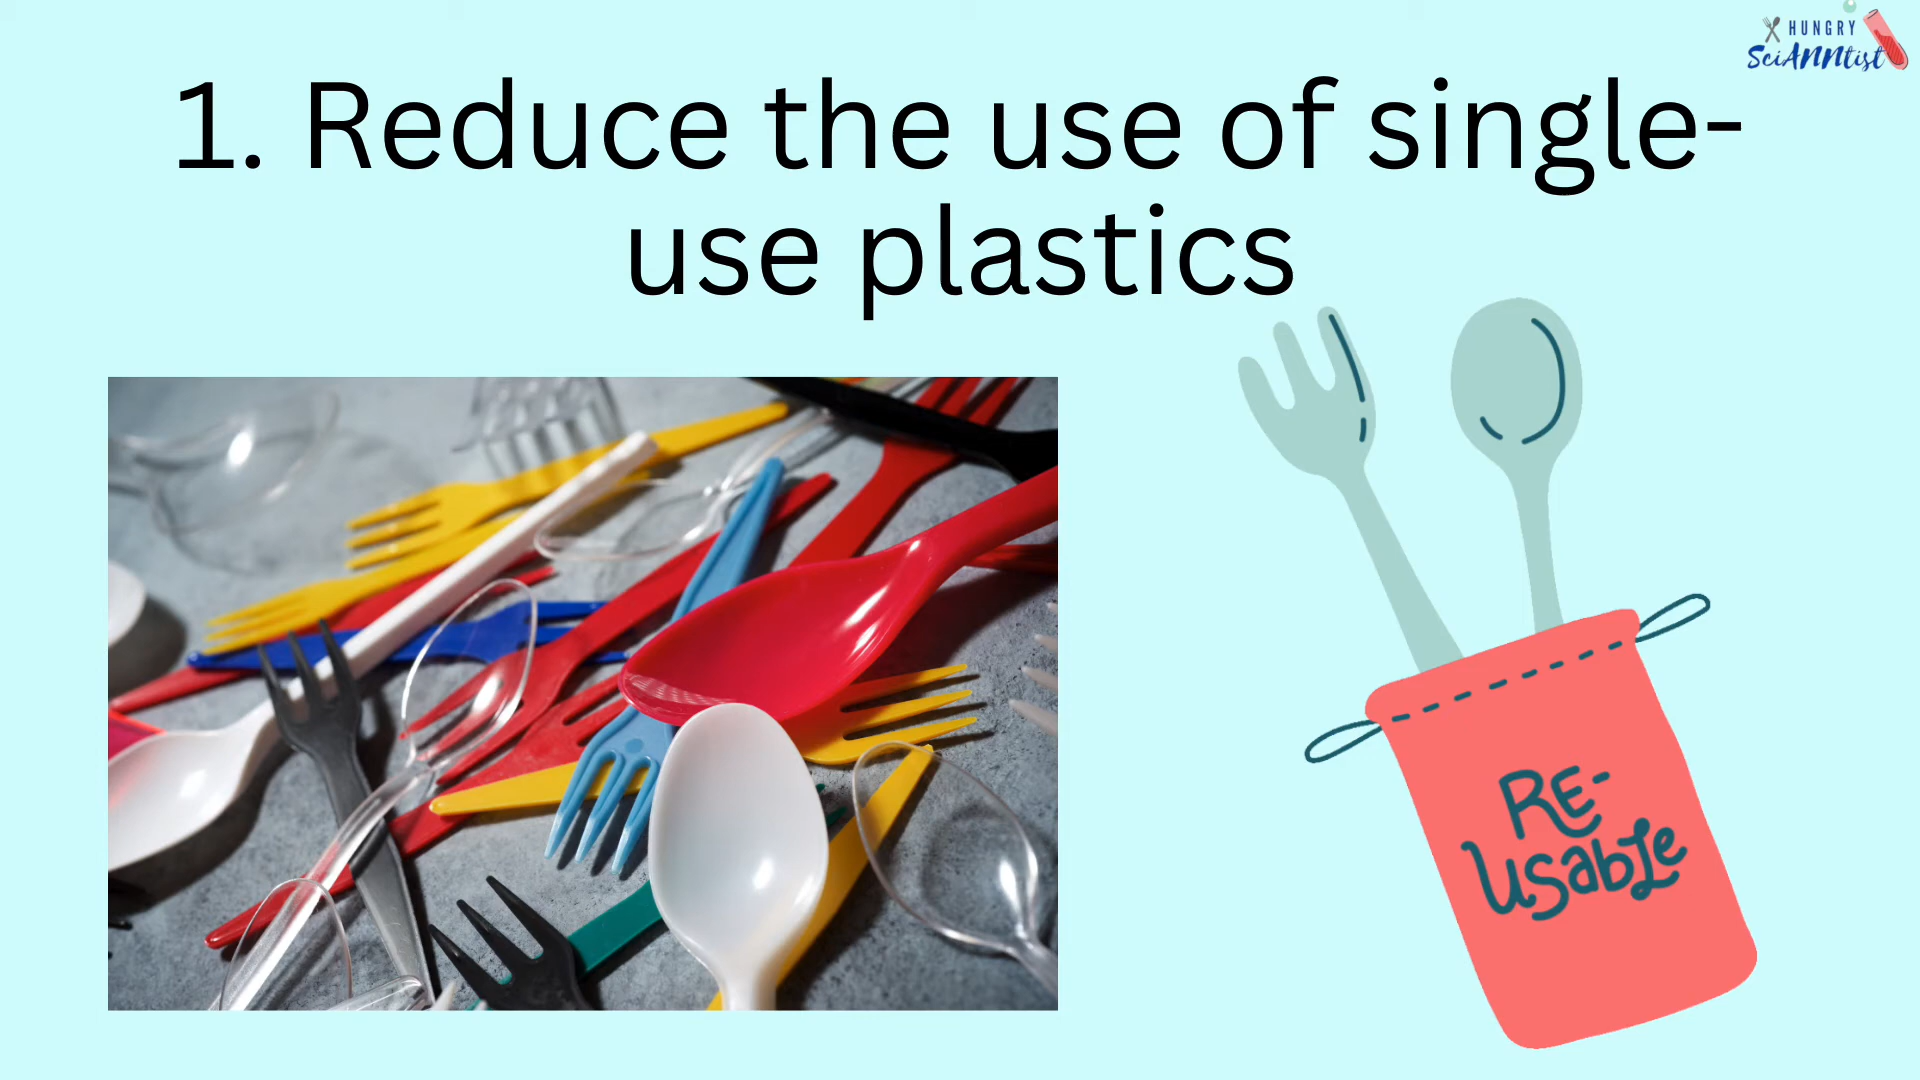 HUNGRY
SciANNtist
1. Reduce the use of single-
use plastics
RE-
usable